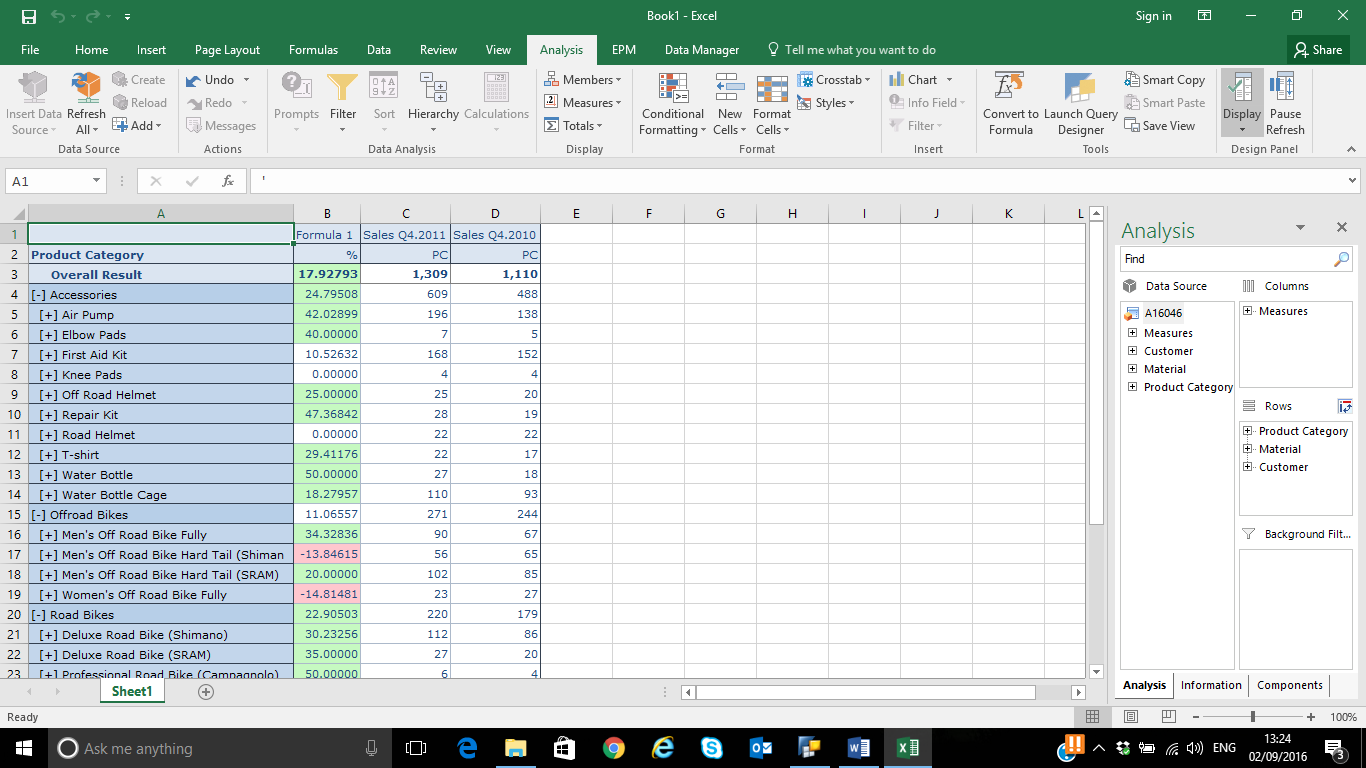 Book1 - Excel
Sign in
File Home Insert Page Layout Formulas Data Review View Analysis EPM Data Manager Tell me what you want to do Share
Insert Data Source
Refresh All
Create
Reload
Add
Data Source
Undo
Redo
Messages
Actions
Prompts
Filter
Sort
Hierarchy
Calculations
Data Analysis
Members
Measures
Totals
Display
Conditional Formatting
New Cells
Format Cells
Crosstab
Styles
Format
Chart
Info Field
Filter
Insert
Convert to Formula
Launch Query Designer
Smart Copy
Smart Paste
Save View
Tools
Display
Pause Refresh
Design Panel
A1 fx '
A B C D E F G H I J K L
1 Formula 1 Sales Q4.2011 Sales Q4.2010
2 Product Category % PC PC
3 Overall Result 17.92793 1,309 1,110
4 [-] Accessories 24.79508 609 488
5 [+] Air Pump 42.02899 196 138
6 [+] Elbow Pads 40.00000 7 5
7 [+] First Aid Kit 10.52632 168 152
8 [+] Knee Pads 0.00000 4 4
9 [+] Off Road Helmet 25.00000 25 20
10 [+] Repair Kit 47.36842 28 19
11 [+] Road Helmet 0.00000 22 22
12 [+] T-shirt 29.41176 22 17
13 [+] Water Bottle 50.00000 27 18
14 [+] Water Bottle Cage 18.27957 110 93
15 [-] Offroad Bikes 11.06557 271 244
16 [+] Men's Off Road Bike Fully 34.32836 90 67
17 [+] Men's Off Road Bike Hard Tail (Shiman -13.84615 56 65
18 [+] Men's Off Road Bike Hard Tail (SRAM) 20.00000 102 85
19 [+] Women's Off Road Bike Fully -14.81481 23 27
20 [-] Road Bikes 22.90503 220 179
21 [+] Deluxe Road Bike (Shimano) 30.23256 112 86
22 [+] Deluxe Road Bike (SRAM) 35.00000 27 20
23 [+] Professional Road Bike (Campagnolo) 50.00000 6 4
Analysis
Find
Data Source
A16046
Measures
Customer
Material
Product Category
Columns
Measures
Rows
Product Category
Material
Customer
Background Filt...
Analysis Information Components
Sheet1
Ready
100%
Ask me anything
ENG
13:24
02/09/2016
3